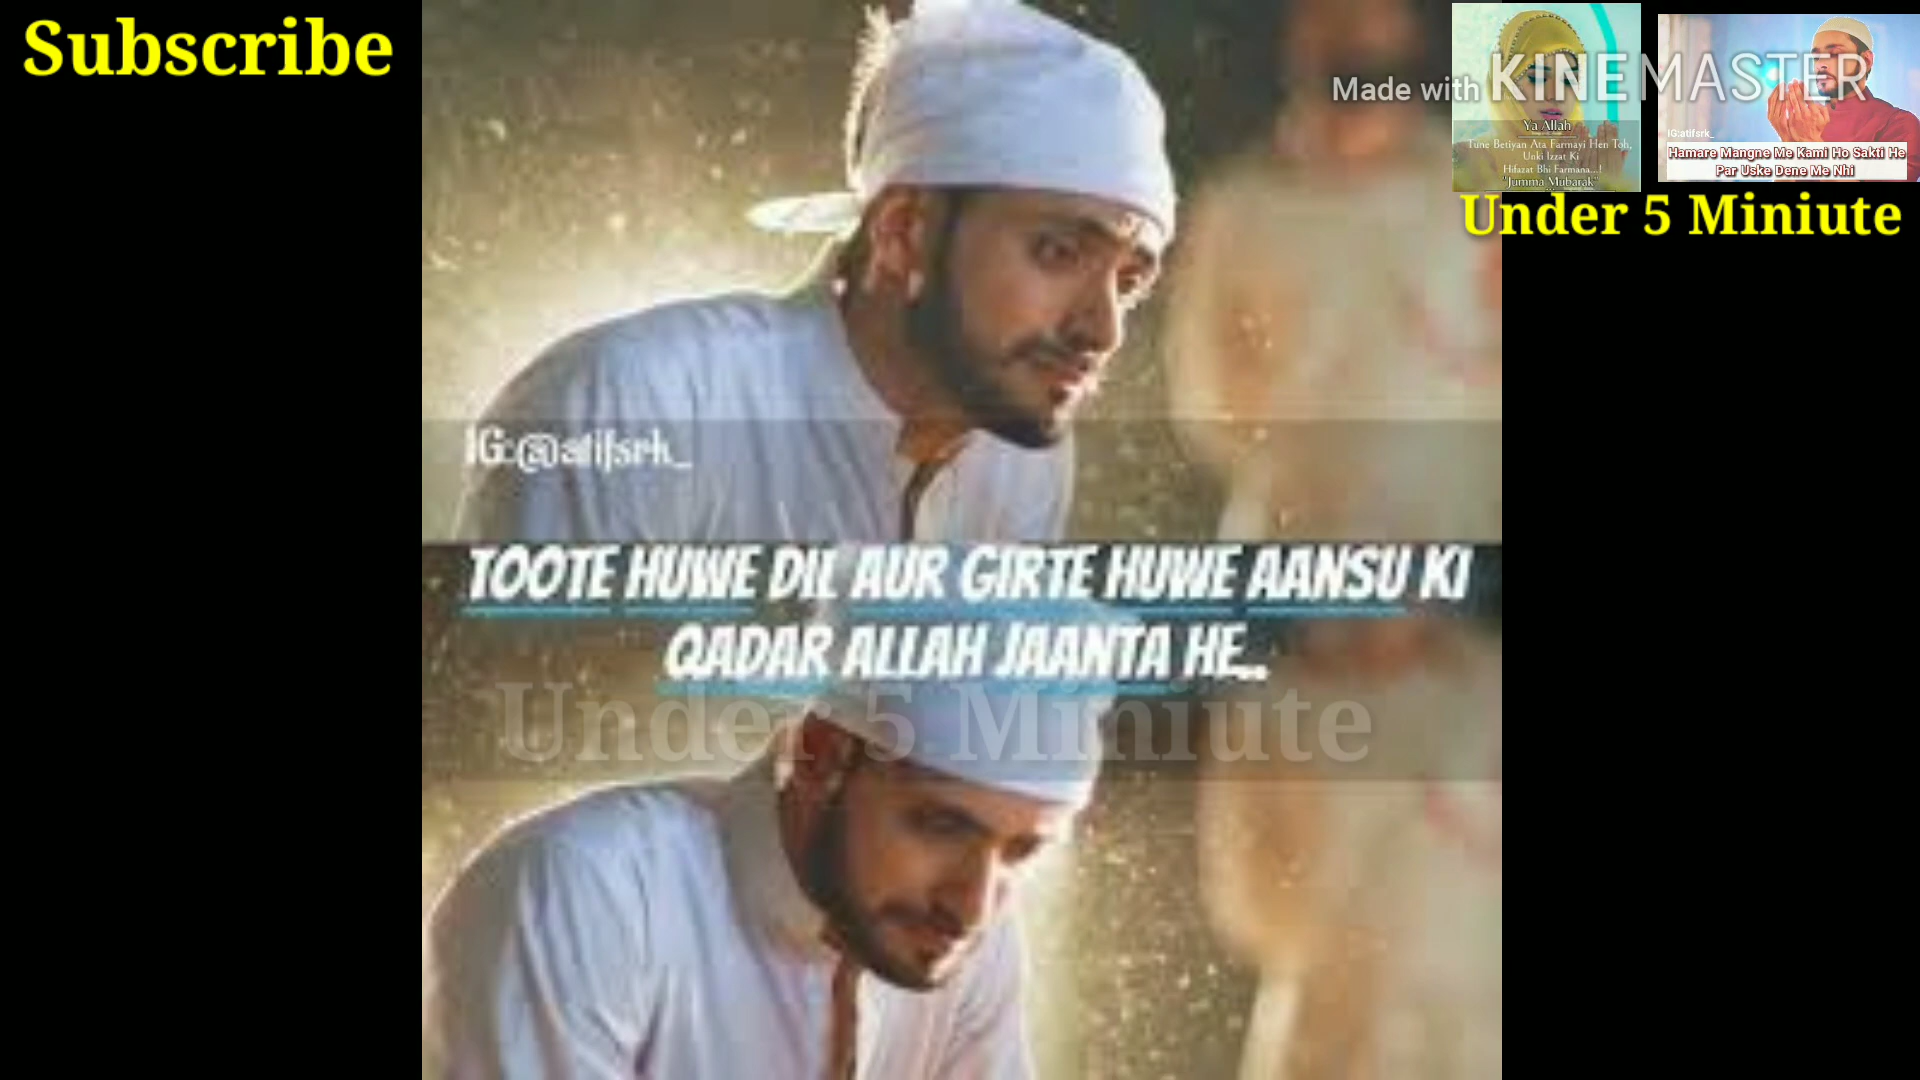 Subscribe
Made with KINEMASTER
Ya Allah
Tune Betiyan Ata Farmayi Hen Toh,
Unki Izzat Ki
Hifazat Bhi Farmana...!
"Jumma Mubarak"
IG:atifsrk_
Hamare Mangne Me Kami Ho Sakti He
Par Uske Dene Me Nhi
Under 5 Miniute
IG:@atifsrk_
TOOTE HUWE DIL AUR GIRTE HUWE AANSU KI
QADAR ALLAH JAANTA HE..
Under 5 Miniute